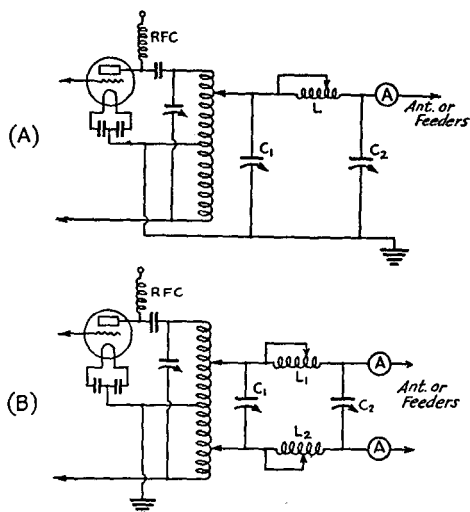 RFC
(A)
L
A
Ant. or
Feeders
C1
C2
RFC
(B)
L1
A
C1
C2
Ant. or
Feeders
L2
A